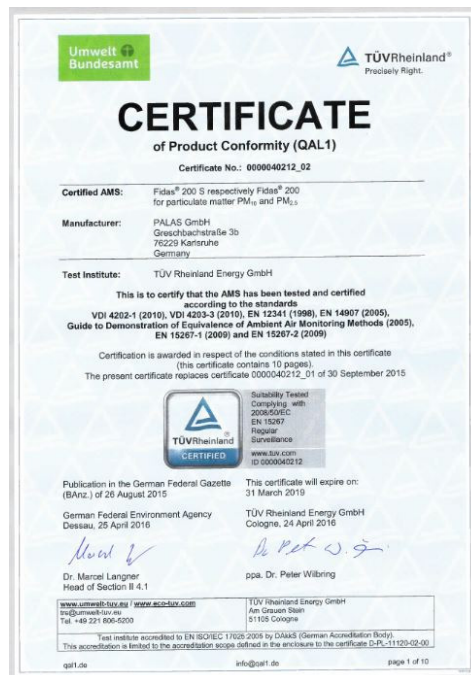 Umwelt
Bundesamt
TÜVRheinland®
Precisely Right.
CERTIFICATE
of Product Conformity (QAL1)
Certificate No.: 0000040212_02
Certified AMS: Fidas® 200 S respectively Fidas® 200
for particulate matter PM10 and PM2,5
Manufacturer: PALAS GmbH
Greschbachstraße 3b
76229 Karlsruhe
Germany
Test Institute: TÜV Rheinland Energy GmbH
This is to certify that the AMS has been tested and certified
according to the standards
VDI 4202-1 (2010), VDI 4203-3 (2010), EN 12341 (1998), EN 14907 (2005),
Guide to Demonstration of Equivalence of Ambient Air Monitoring Methods (2005),
EN 15267-1 (2009) and EN 15267-2 (2009)
Certification is awarded in respect of the conditions stated in this certificate
(this certificate contains 10 pages).
The present certificate replaces certificate 0000040212_01 of 30 September 2015
TÜVRheinland®
CERTIFIED
Suitability Tested
Complying with
2008/50/EC
EN 15267
Regular
Surveillance
www.tuv.com
ID 0000040212
Publication in the German Federal Gazette
(BAnz.) of 26 August 2015
This certificate will expire on:
31 March 2019
German Federal Environment Agency
Dessau, 25 April 2016
TÜV Rheinland Energy GmbH
Cologne, 24 April 2016
Dr. Marcel Langner
Head of Section II 4.1
ppa. Dr. Peter Wilbring
www.umwelt-tuv.eu / www.eco-tuv.com
tre@umwelt-tuv.eu
Tel. +49 221 806-5200
TÜV Rheinland Energy GmbH
Am Grauen Stein
51105 Cologne
Test institute accredited to EN ISO/IEC 17025:2005 by DAkkS (German Accreditation Body).
This accreditation is limited to the accreditation scope defined in the enclosure to the certificate D-PL-11120-02-00
qal1.de
info@qal1.de
page 1 of 10